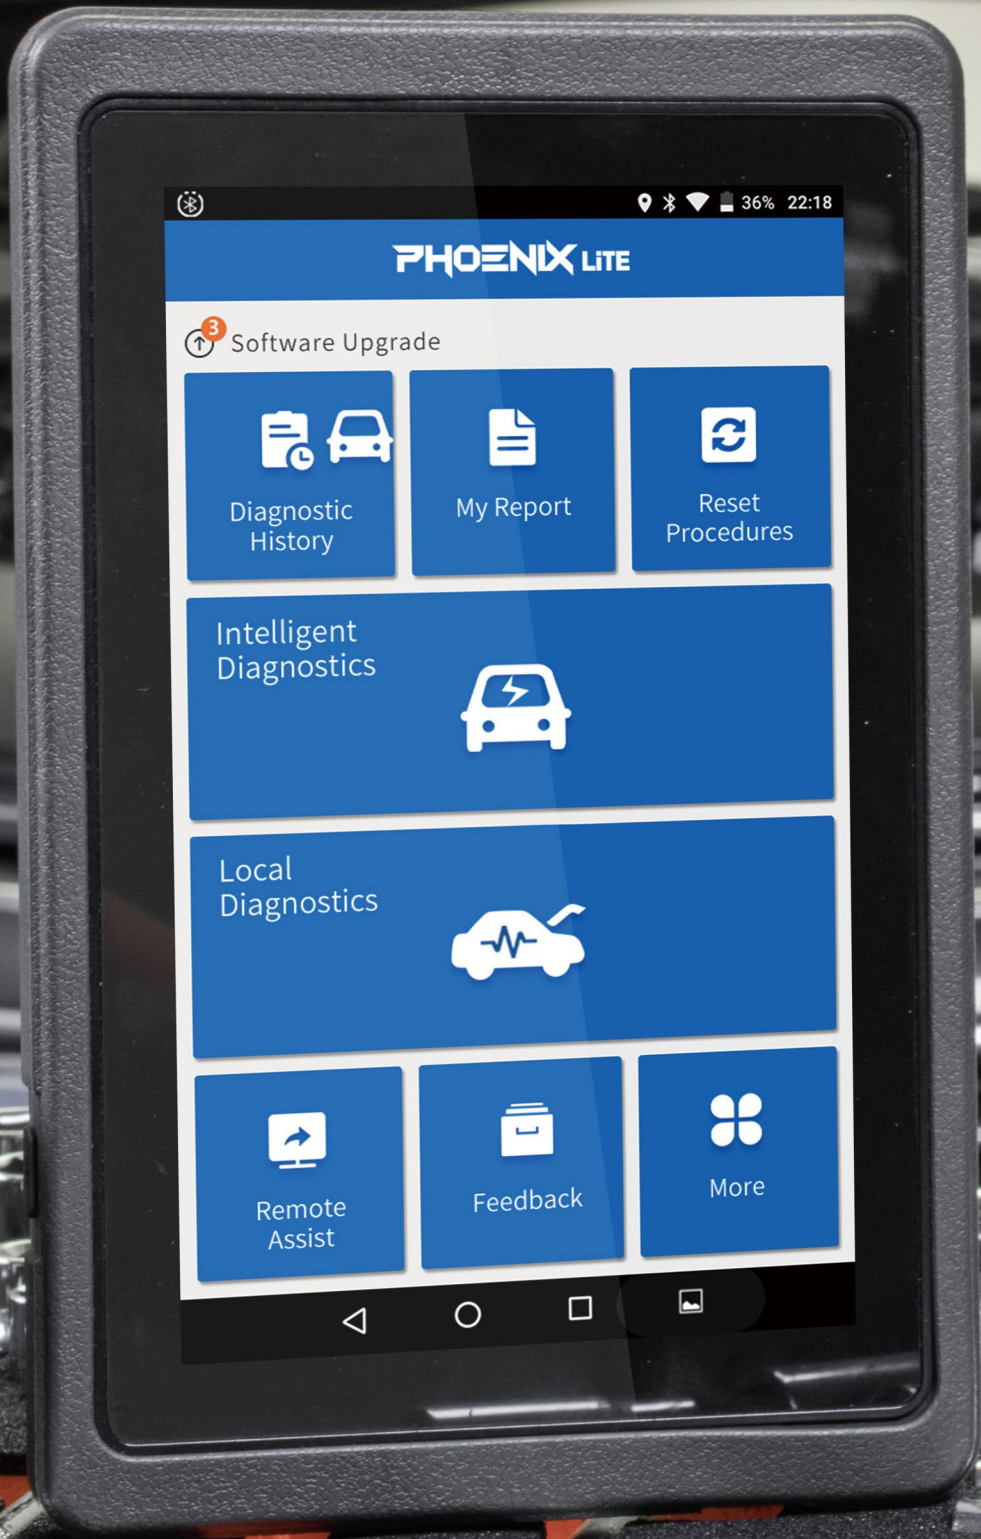 36% 22:18
PHOENIX LiTE
3 Software Upgrade
Diagnostic
History
My Report
Reset
Procedures
Intelligent
Diagnostics
Local
Diagnostics
Remote
Assist
Feedback
More